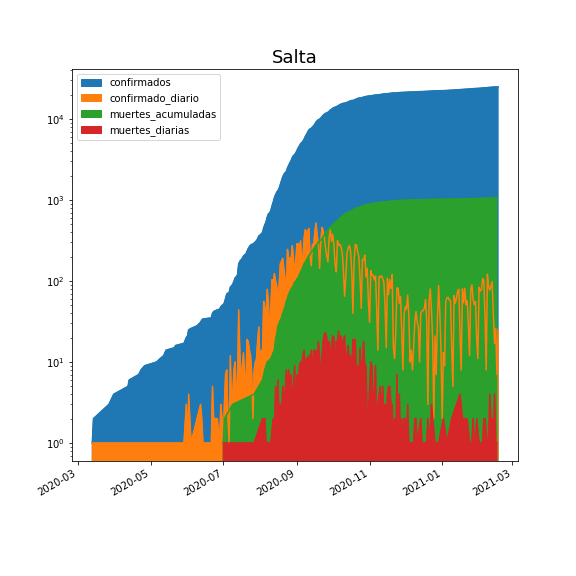 Salta
confirmados
confirmado_diario
muertes_acumuladas
muertes_diarias
10⁴
10³
10²
10¹
10⁰
2020-03
2020-05
2020-07
2020-09
2020-11
2021-01
2021-03